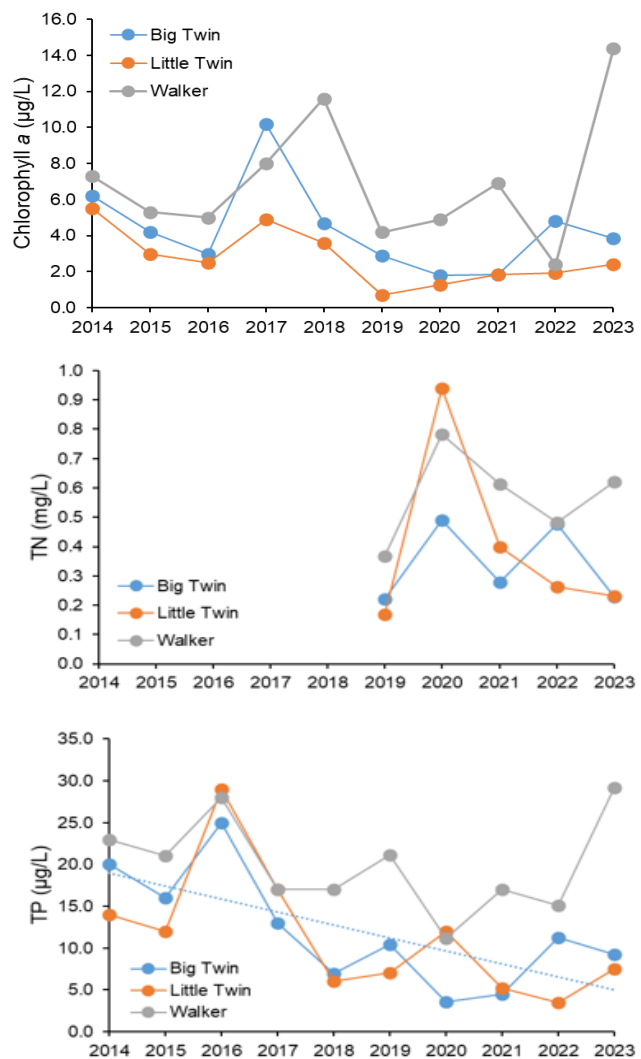 16.0
14.0
12.0
10.0
8.0
6.0
4.0
2.0
0.0
Chlorophyll a (µg/L)
Big Twin
Little Twin
Walker
2014 2015 2016 2017 2018 2019 2020 2021 2022 2023
1.0
0.9
0.8
0.7
0.6
0.5
0.4
0.3
0.2
0.1
0.0
TN (mg/L)
Big Twin
Little Twin
Walker
2014 2015 2016 2017 2018 2019 2020 2021 2022 2023
35.0
30.0
25.0
20.0
15.0
10.0
5.0
0.0
TP (µg/L)
Big Twin
Little Twin
Walker
2014 2015 2016 2017 2018 2019 2020 2021 2022 2023